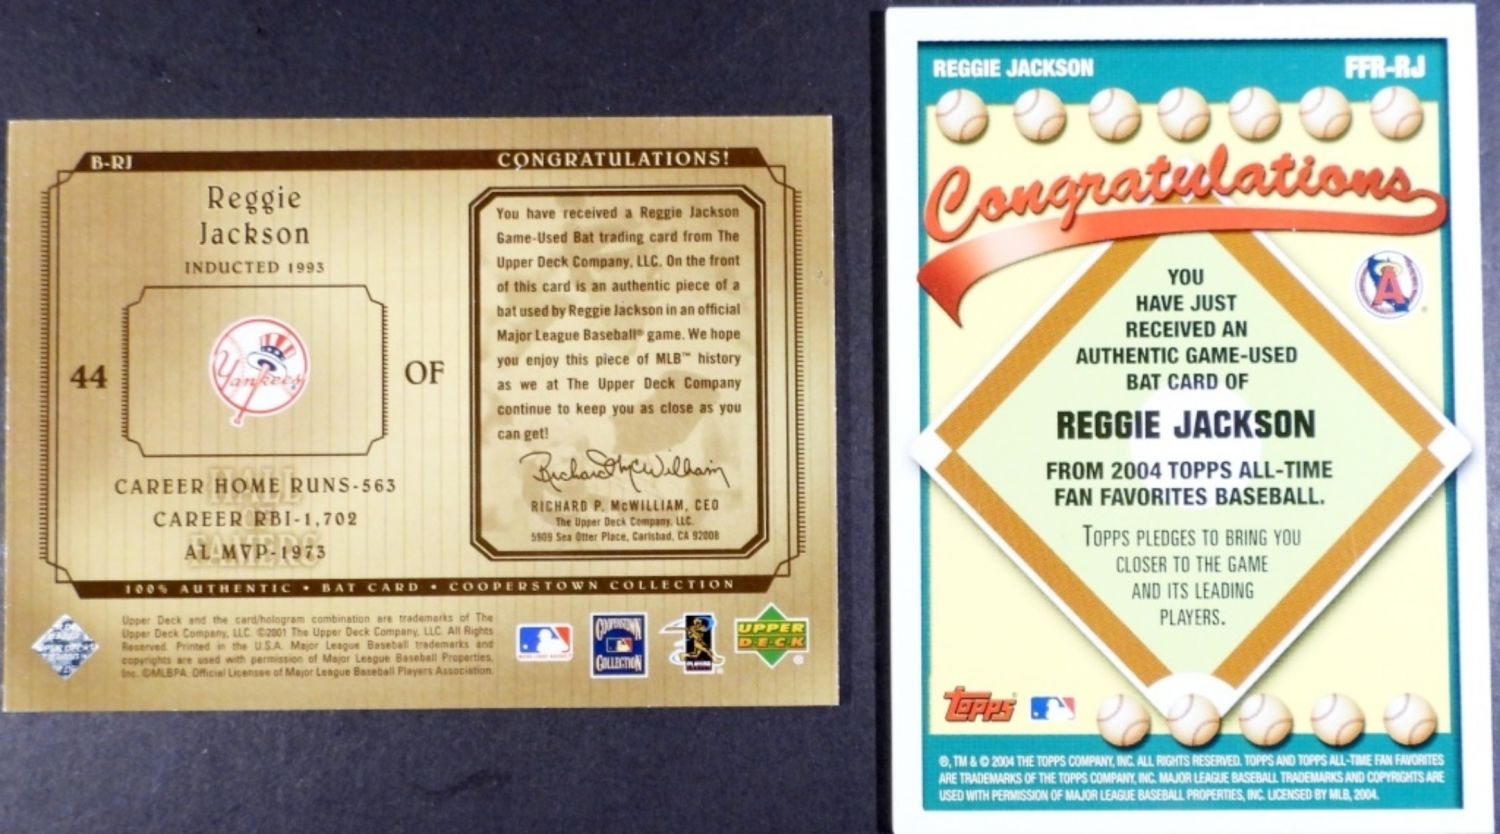 B-RJ
CONGRATULATIONS!
Reggie
Jackson
INDUCTED 1993
Yankees
44
OF
HALL
OF
FAMERS
CAREER HOME RUNS-563
CAREER RBI-1,702
AL MVP-1973
You have received a Reggie Jackson
Game-Used Bat trading card from The
Upper Deck Company, LLC. On the front
of this card is an authentic piece of a
bat used by Reggie Jackson in an official
Major League Baseball® game. We hope
you enjoy this piece of MLB™ history
as we at The Upper Deck Company
continue to keep you as close as you
can get!
Richard McWilliam
RICHARD P. McWILLIAM, CEO
The Upper Deck Company, LLC.
5909 Sea Otter Place, Carlsbad, CA 92008
100% AUTHENTIC • BAT CARD • COOPERSTOWN COLLECTION
Upper Deck and the card/hologram combination are trademarks of The
Upper Deck Company, LLC. ©2001 The Upper Deck Company, LLC. All Rights
Reserved. Printed in the U.S.A. Major League Baseball trademarks and
copyrights are used with permission of Major League Baseball Properties,
Inc. ©MLBPA. Official Licensee of Major League Baseball Players Association.
COOPERSTOWN
COLLECTION
PLAYERS
UPPER
DECK
REGGIE JACKSON
FFR-RJ
Congratulations
A
YOU
HAVE JUST
RECEIVED AN
AUTHENTIC GAME-USED
BAT CARD OF
REGGIE JACKSON
FROM 2004 TOPPS ALL-TIME
FAN FAVORITES BASEBALL.
TOPPS PLEDGES TO BRING YOU
CLOSER TO THE GAME
AND ITS LEADING
PLAYERS.
topps
®, TM & © 2004 THE TOPPS COMPANY, INC. ALL RIGHTS RESERVED. TOPPS AND TOPPS ALL-TIME FAN FAVORITES
ARE TRADEMARKS OF THE TOPPS COMPANY, INC. MAJOR LEAGUE BASEBALL TRADEMARKS AND COPYRIGHTS ARE
USED WITH PERMISSION OF MAJOR LEAGUE BASEBALL PROPERTIES, INC. LICENSED BY MLB, 2004.